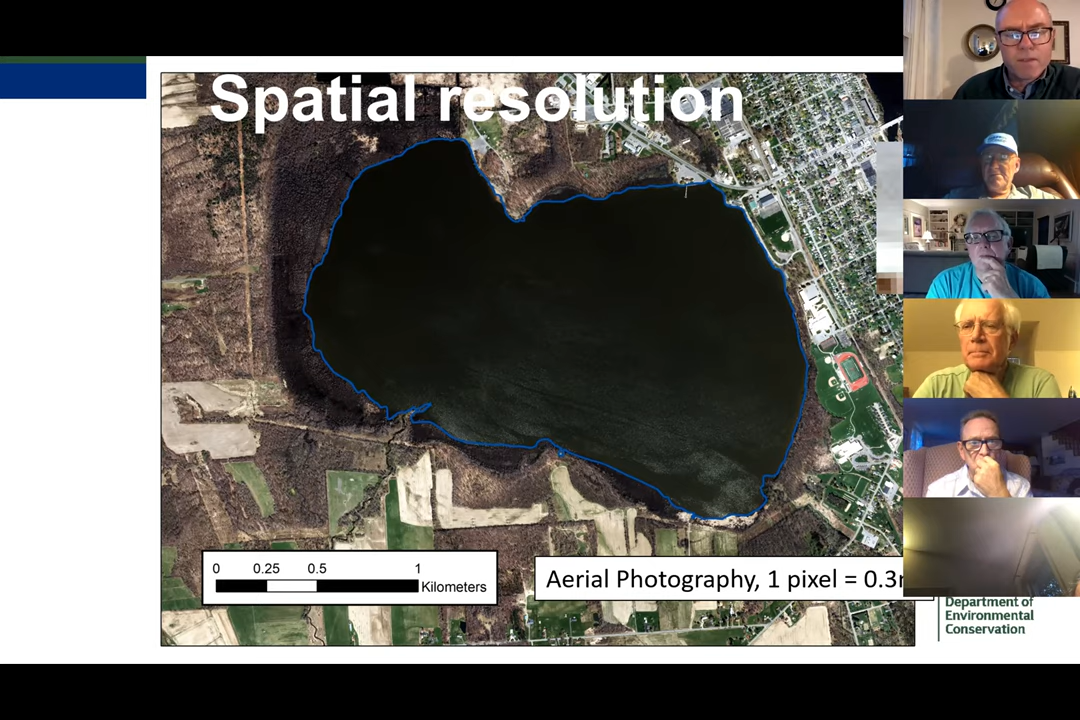 Spatial resolution
0 0.25 0.5 1
Kilometers
Aerial Photography, 1 pixel = 0.3
Department of
Environmental
Conservation